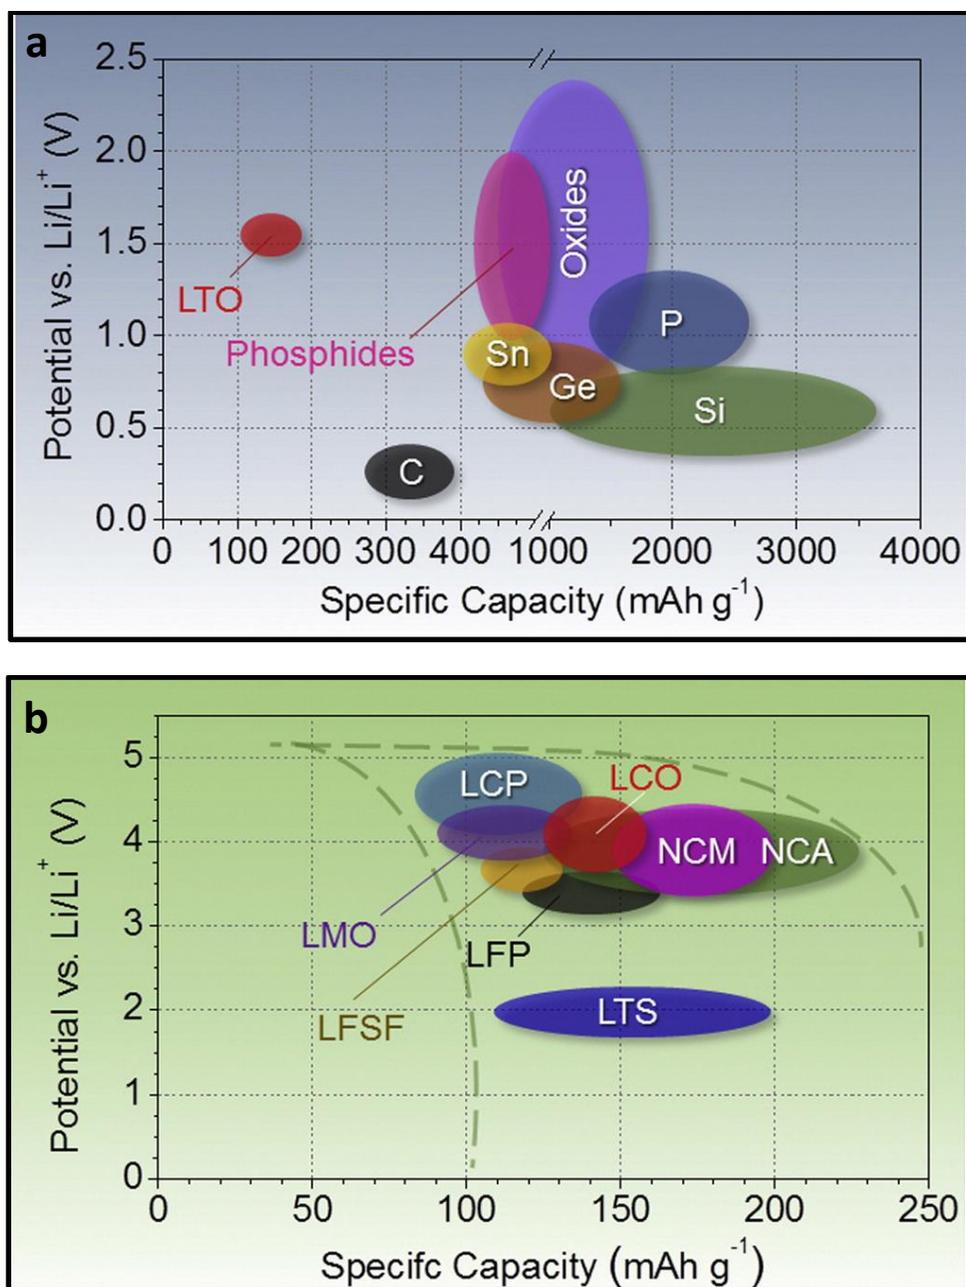 a
Potential vs. Li/Li⁺ (V)
2.5
2.0
1.5
1.0
0.5
0.0
LTO
Phosphides
Oxides
P
Sn
Ge
Si
C
0 100 200 300 400 1000 2000 3000 4000
Specific Capacity (mAh g⁻¹)
b
Potential vs. Li/Li⁺ (V)
5
4
3
2
1
0
LCP
LCO
NCM NCA
LMO
LFP
LFSF
LTS
0 50 100 150 200 250
Specifc Capacity (mAh g⁻¹)